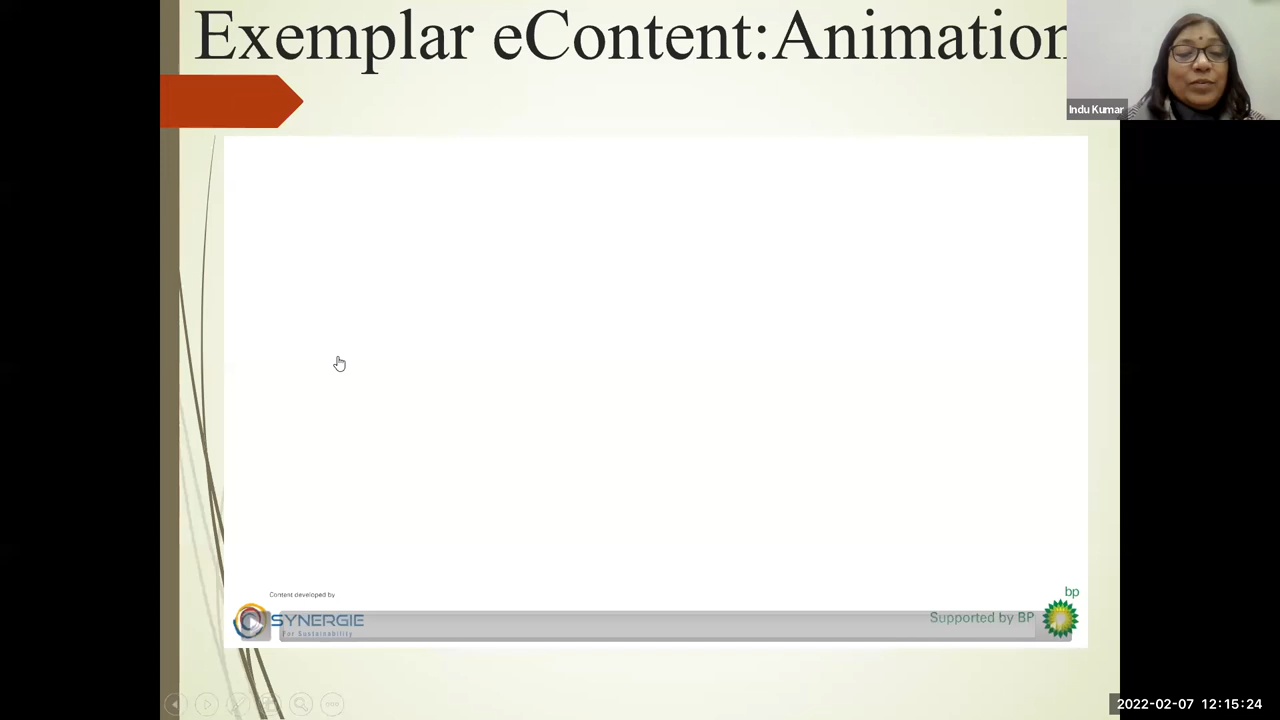 Exemplar eContent:Animation
Indu Kumar
Content developed by
SYNERGIE
For Sustainability
bp
Supported by BP
2022-02-07 12:15:24